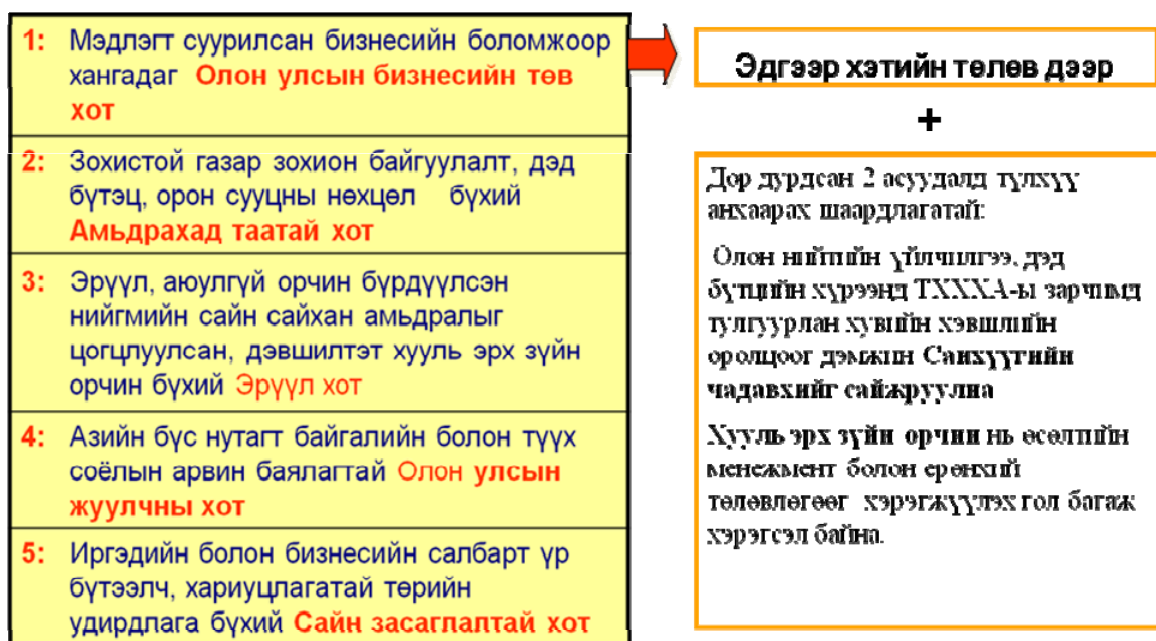 1: Мэдлэгт суурилсан бизнесийн боломжоор
хангадаг Олон улсын бизнесийн төв
хот
2: Зохистой газар зохион байгуулалт, дэд
бүтэц, орон сууцны нөхцөл бүхий
Амьдрахад таатай хот
3: Эрүүл, аюулгүй орчин бүрдүүлсэн
нийгмийн сайн сайхан амьдралыг
цогцлуулсан, дэвшилтэт хууль эрх зүйн
орчин бүхий Эрүүл хот
4: Азийн бүс нутагт байгалийн болон түүх
соёлын арвин баялагтай Олон улсын
жуулчны хот
5: Иргэдийн болон бизнесийн салбарт үр
бүтээлч, хариуцлагатай төрийн
удирдлага бүхий Сайн засаглалтай хот
Эдгээр хэтийн төлөв дээр
+
Дор дурдсан 2 асуудалд түлхүү
анхаарах шаардлагатай:
Олон нийтийн үйлчилгээ, дэд
бүтцийн хүрээнд ТХХХА-ы зарчимд
тулгуурлан хувийн хэвшлийн
оролцоог дэмжин Санхүүгийн
чадавхийг сайжруулна
Хууль эрх зүйн орчин нь өсөлтийн
менежмент болон ерөнхий
төлөвлөгөөг хэрэгжүүлэх гол багаж
хэрэгсэл байна.